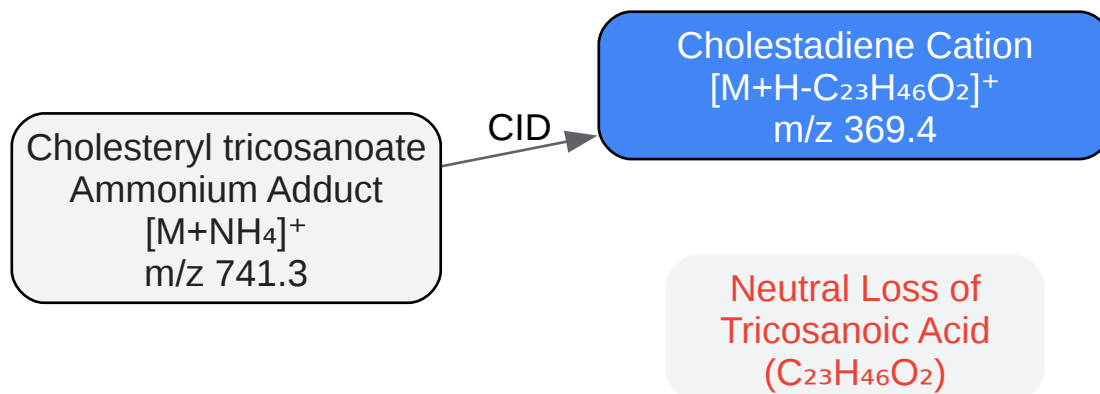 Cholestadiene Cation
[M+H-C₂₃H₄₆O₂]⁺
m/z 369.4
CID
Cholesteryl tricosanoate
Ammonium Adduct
[M+NH₄]⁺
m/z 741.3
Neutral Loss of
Tricosanoic Acid
(C₂₃H₄₆O₂)